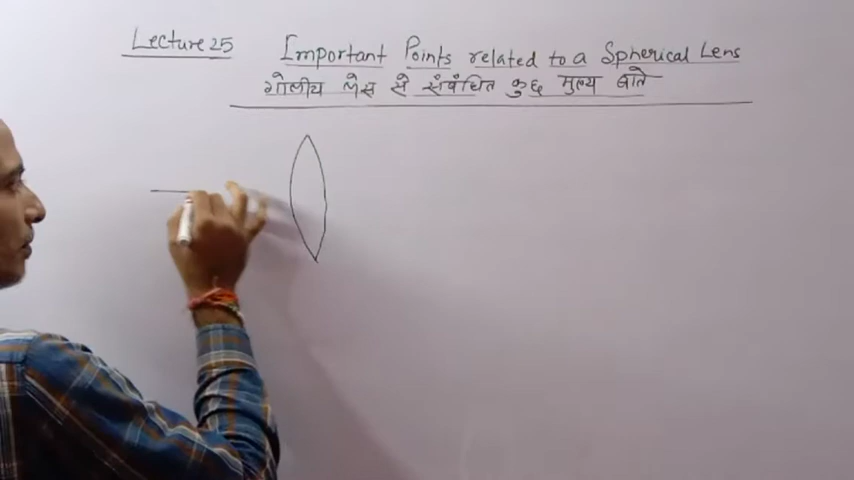 Lecture 25
Important Points related to a Spherical Lens
गोलीय लेंस से संबंधित कुछ मुख्य बातें